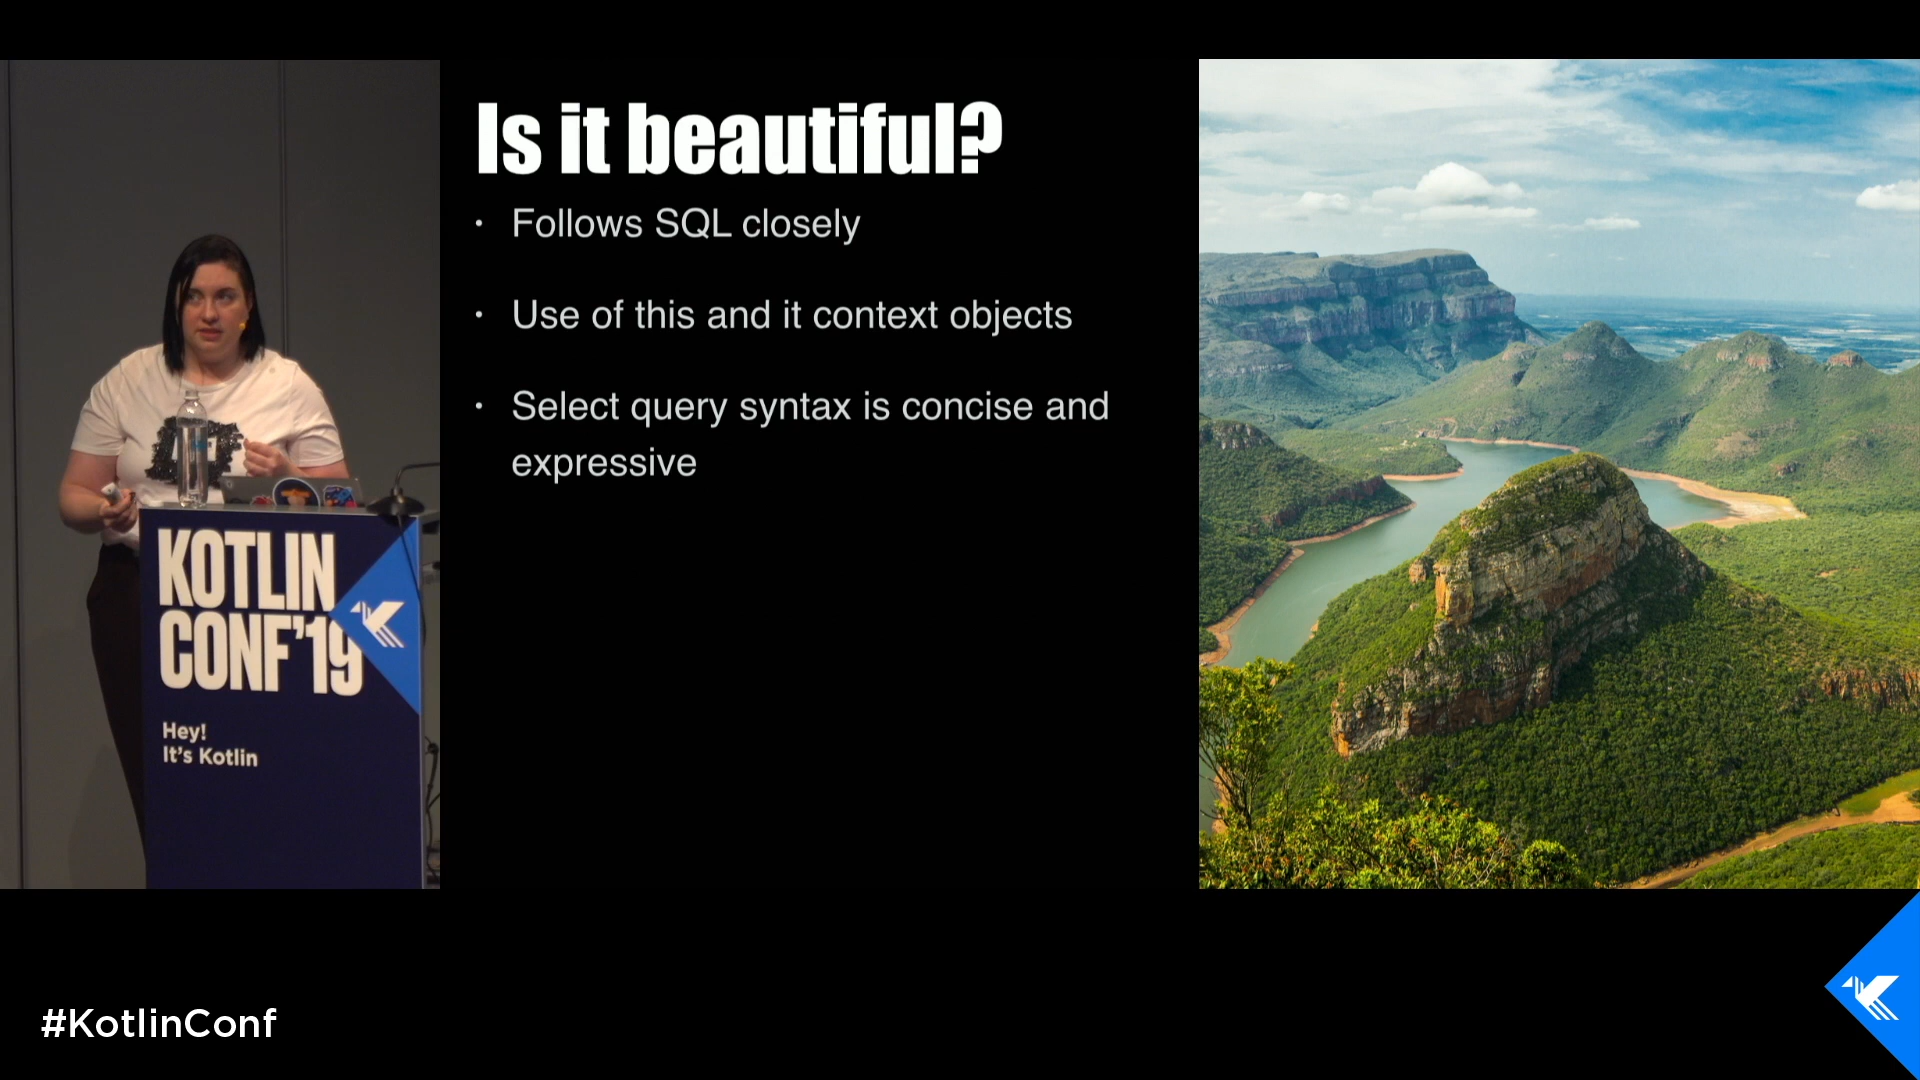 Is it beautiful?
• Follows SQL closely
• Use of this and it context objects
• Select query syntax is concise and
expressive
KOTLIN
CONF'19
Hey!
It's Kotlin
#KotlinConf